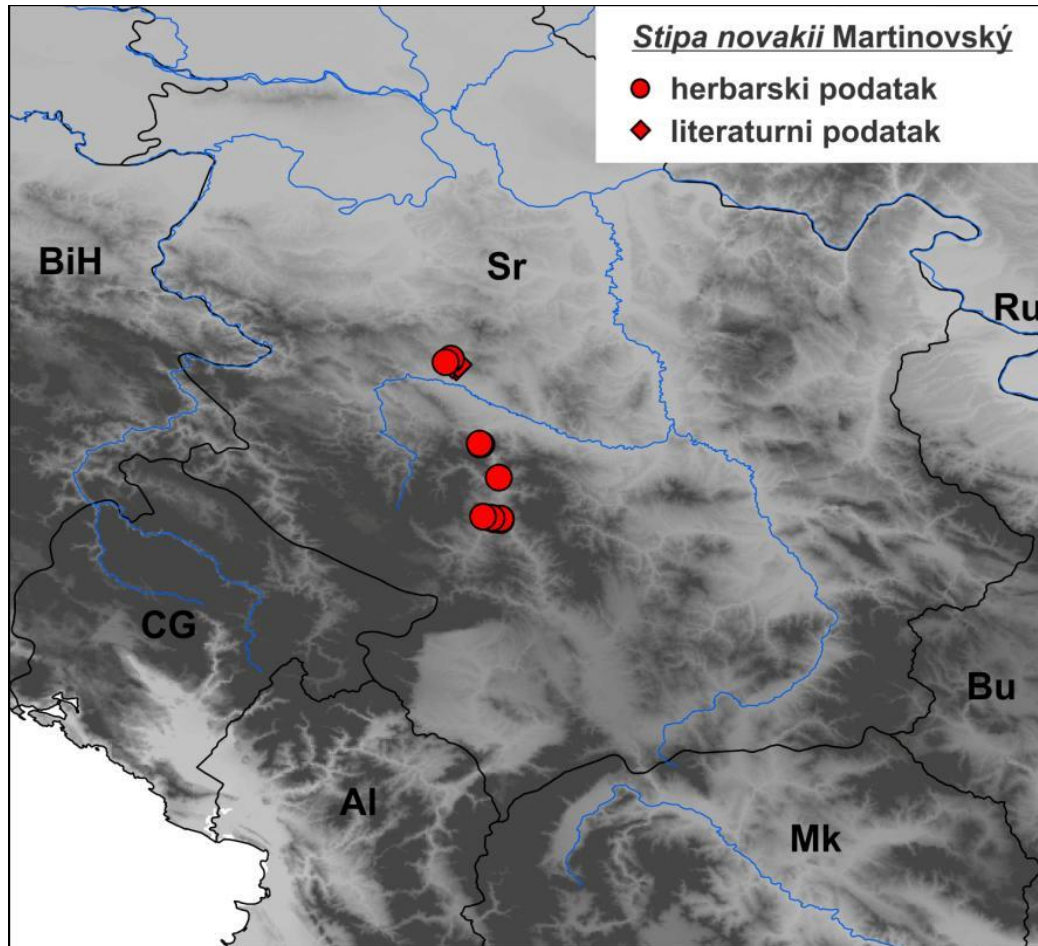 Stipa novakii Martinovský
herbarski podatak
literaturni podatak
BiH
Sr
Ru
CG
Bu
Al
Mk